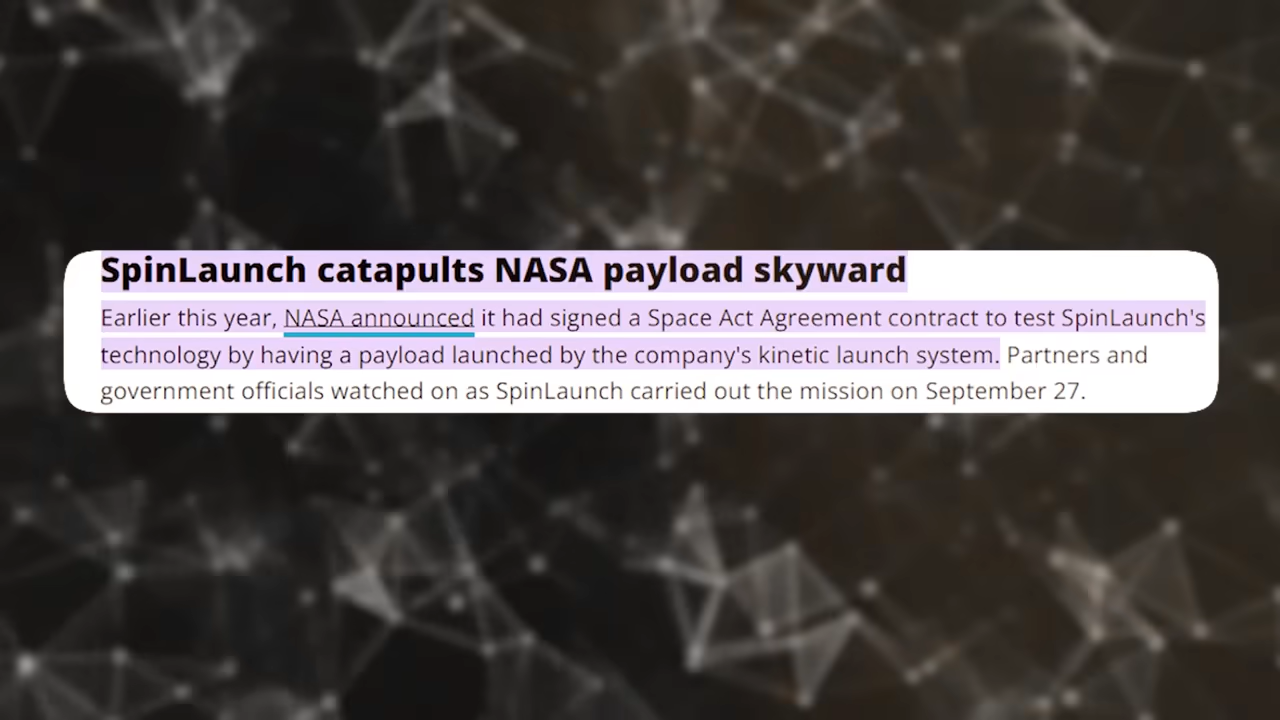 SpinLaunch catapults NASA payload skyward
Earlier this year, NASA announced it had signed a Space Act Agreement contract to test SpinLaunch's
technology by having a payload launched by the company's kinetic launch system. Partners and
government officials watched on as SpinLaunch carried out the mission on September 27.